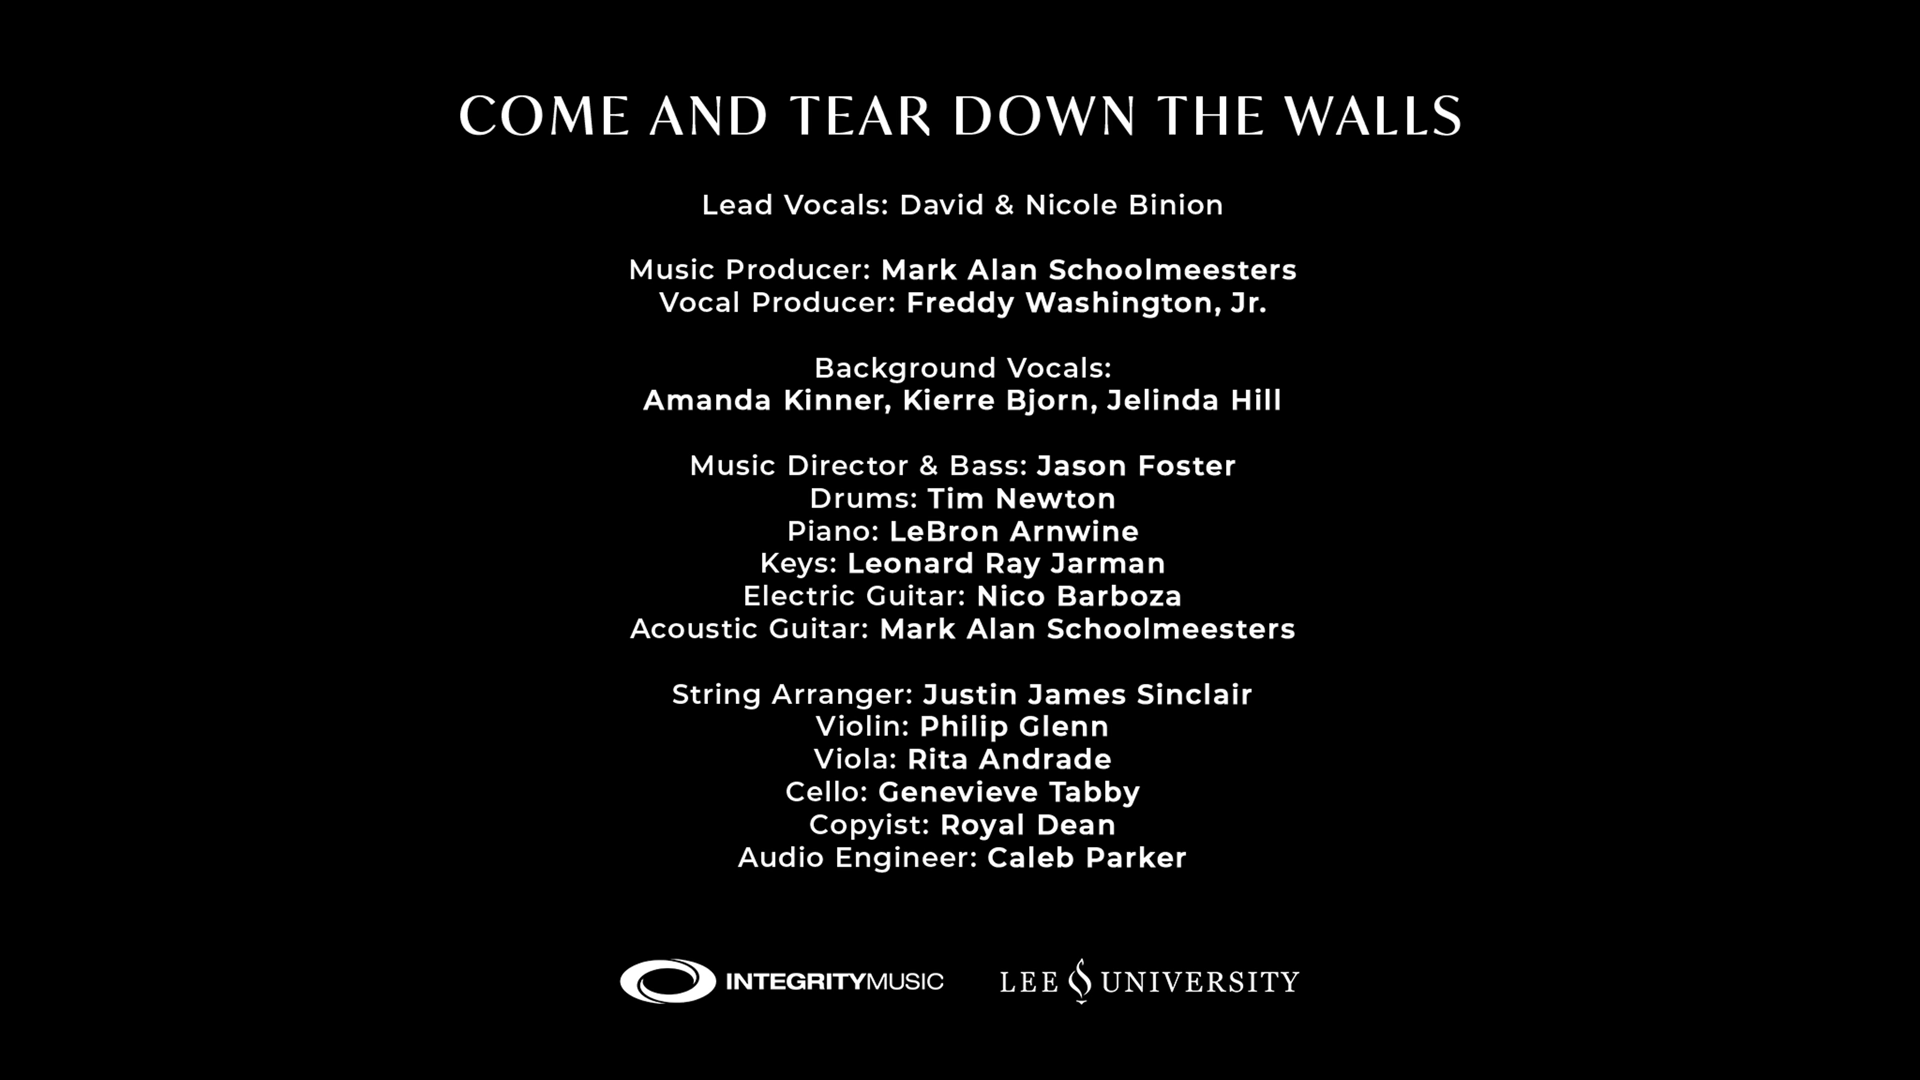 COME AND TEAR DOWN THE WALLS
Lead Vocals: David & Nicole Binion
Music Producer: Mark Alan Schoolmeesters
Vocal Producer: Freddy Washington, Jr.
Background Vocals:
Amanda Kinner, Kierre Bjorn, Jelinda Hill
Music Director & Bass: Jason Foster
Drums: Tim Newton
Piano: LeBron Arnwine
Keys: Leonard Ray Jarman
Electric Guitar: Nico Barboza
Acoustic Guitar: Mark Alan Schoolmeesters
String Arranger: Justin James Sinclair
Violin: Philip Glenn
Viola: Rita Andrade
Cello: Genevieve Tabby
Copyist: Royal Dean
Audio Engineer: Caleb Parker
INTEGRITYMUSIC LEE UNIVERSITY